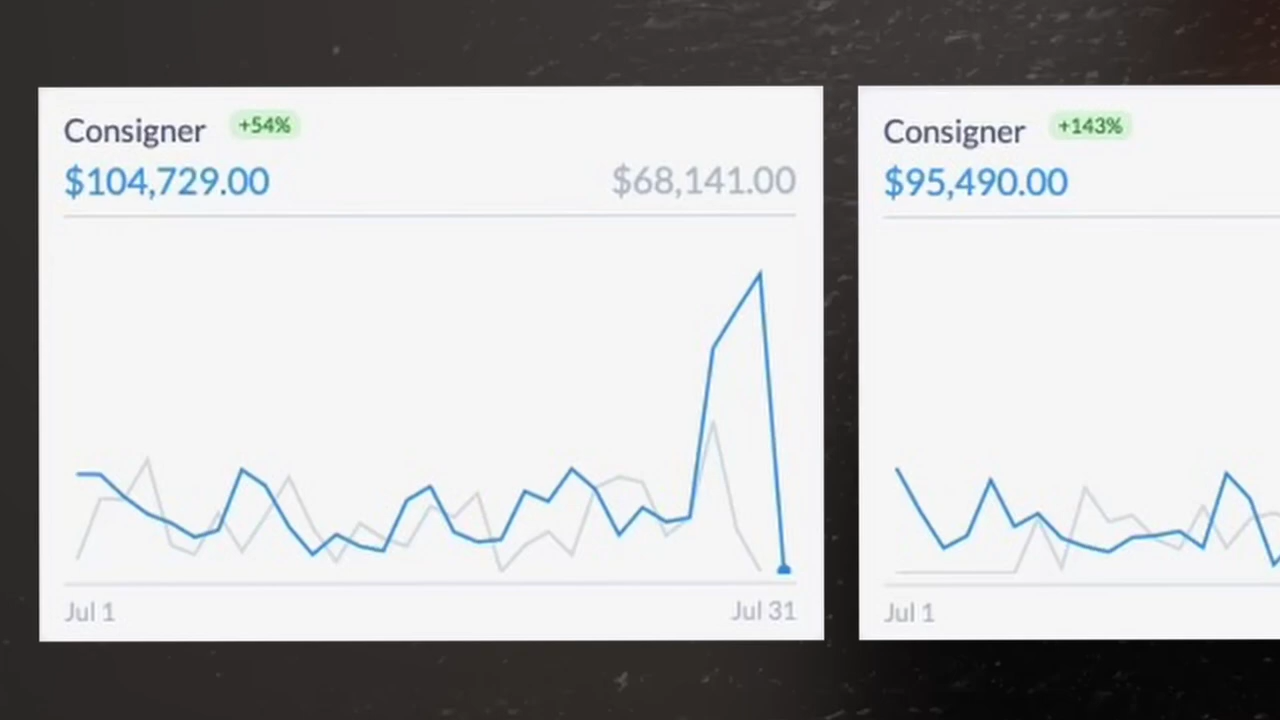 Consigner +54%
$104,729.00 $68,141.00
Jul 1 Jul 31
Consigner +143%
$95,490.00
Jul 1